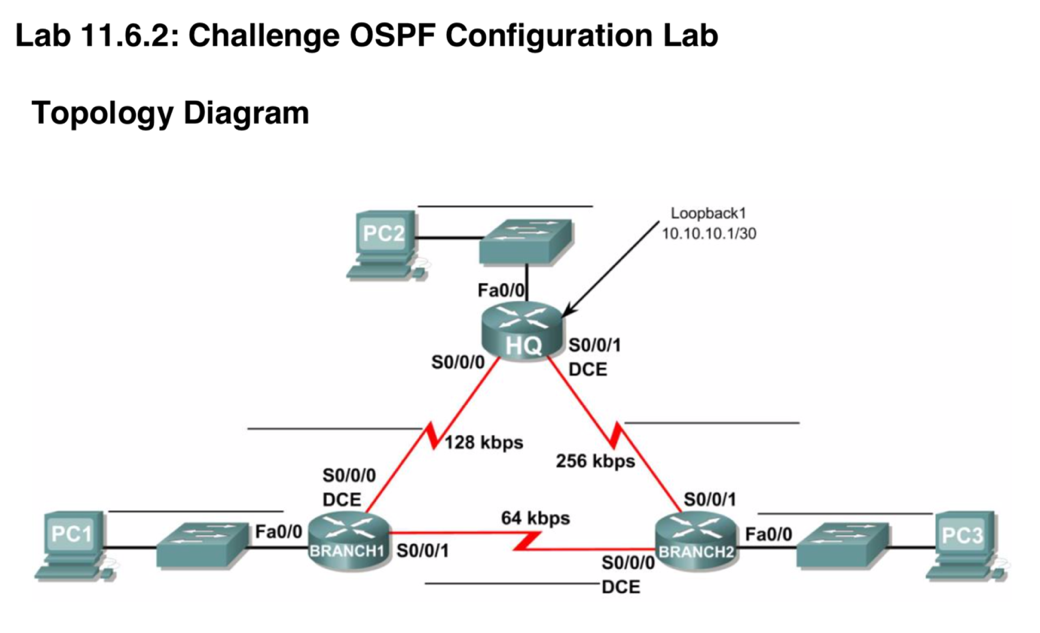 Lab 11.6.2: Challenge OSPF Configuration Lab
Topology Diagram
Loopback1
10.10.10.1/30
PC2
Fa0/0
HQ
S0/0/1
DCE
S0/0/0
128 kbps
256 kbps
S0/0/0
DCE
S0/0/1
PC1
Fa0/0
BRANCH1
S0/0/1
64 kbps
S0/0/0
DCE
BRANCH2
Fa0/0
PC3